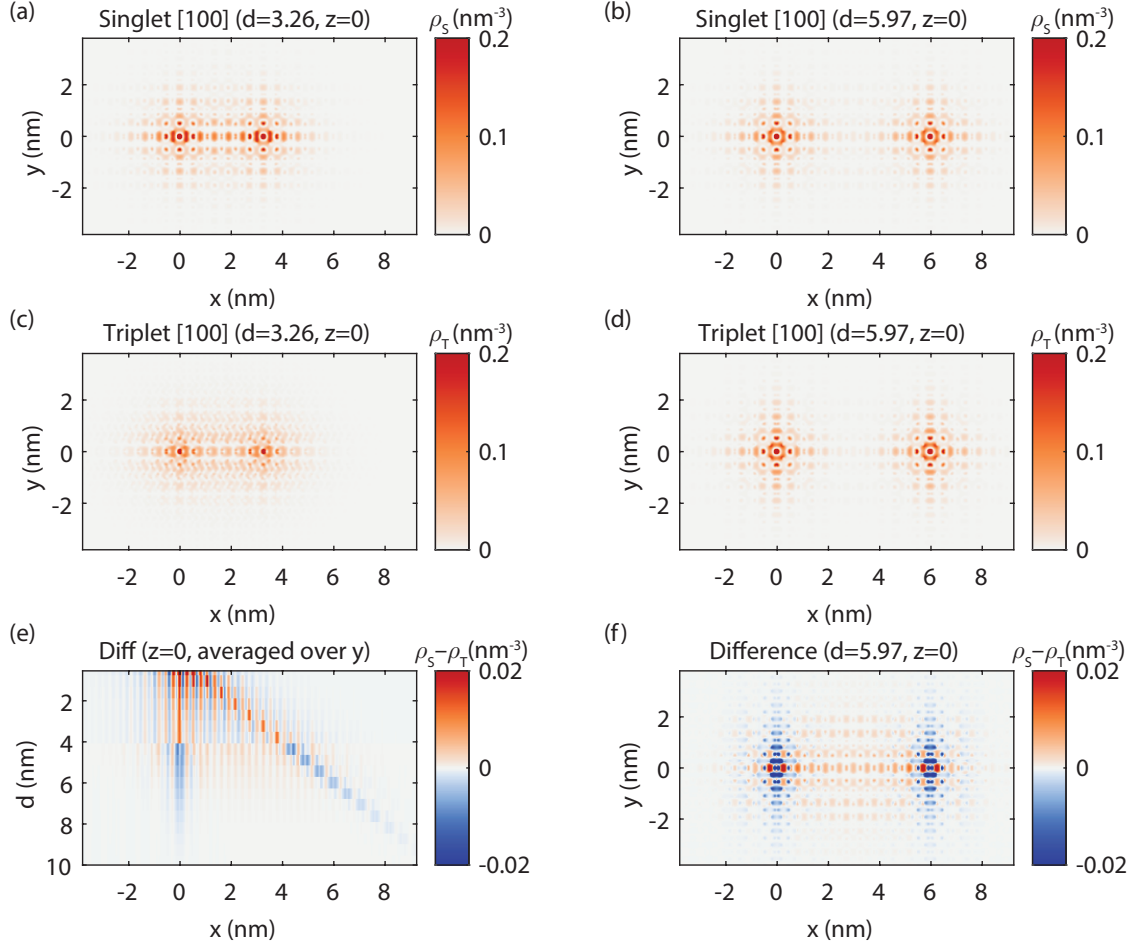 (a)
Singlet [100] (d=3.26, z=0)
ρS (nm-3)
0.2
0.1
0
y (nm)
2
0
-2
-2 0 2 4 6 8
x (nm)
(b)
Singlet [100] (d=5.97, z=0)
ρS (nm-3)
0.2
0.1
0
y (nm)
2
0
-2
-2 0 2 4 6 8
x (nm)
(c)
Triplet [100] (d=3.26, z=0)
ρT (nm-3)
0.2
0.1
0
y (nm)
2
0
-2
-2 0 2 4 6 8
x (nm)
(d)
Triplet [100] (d=5.97, z=0)
ρT (nm-3)
0.2
0.1
0
y (nm)
2
0
-2
-2 0 2 4 6 8
x (nm)
(e)
Diff (z=0, averaged over y)
ρS−ρT (nm-3)
0.02
0
-0.02
d (nm)
2
4
6
8
10
-2 0 2 4 6 8
x (nm)
(f)
Difference (d=5.97, z=0)
ρS−ρT (nm-3)
0.02
0
-0.02
y (nm)
2
0
-2
-2 0 2 4 6 8
x (nm)